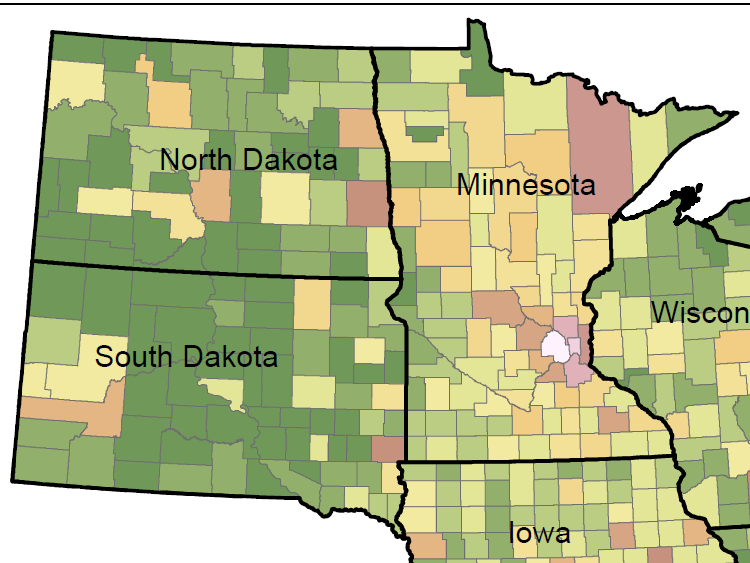 North Dakota
Minnesota
Wiscon
South Dakota
Iowa